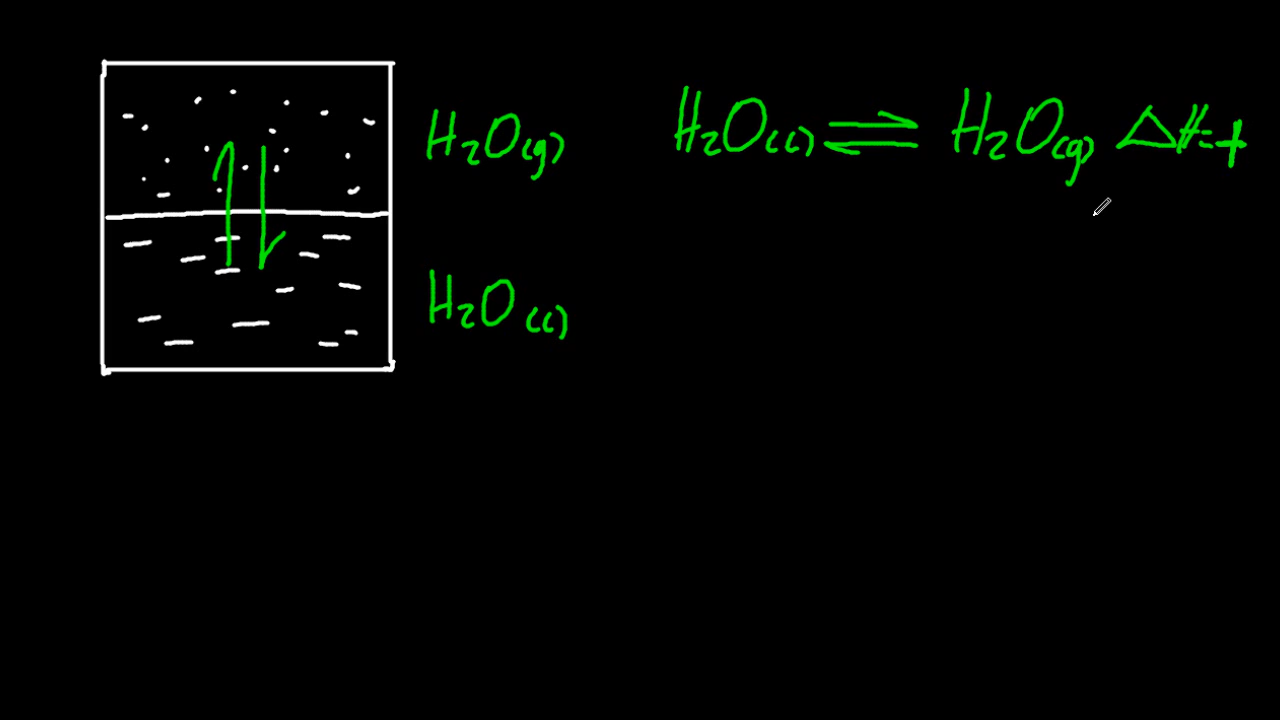 H₂O(g)
H₂O(l) ⇌ H₂O(g) ΔH=+
H₂O(l)